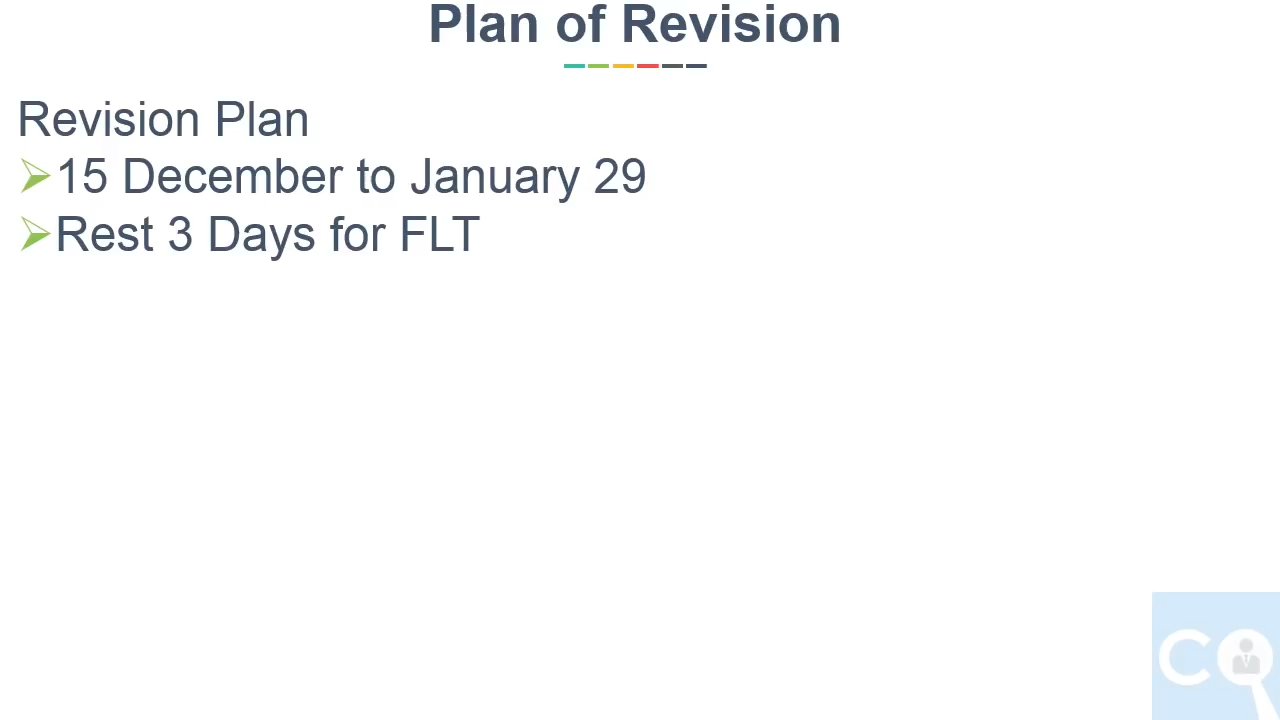 Plan of Revision
Revision Plan
15 December to January 29
Rest 3 Days for FLT